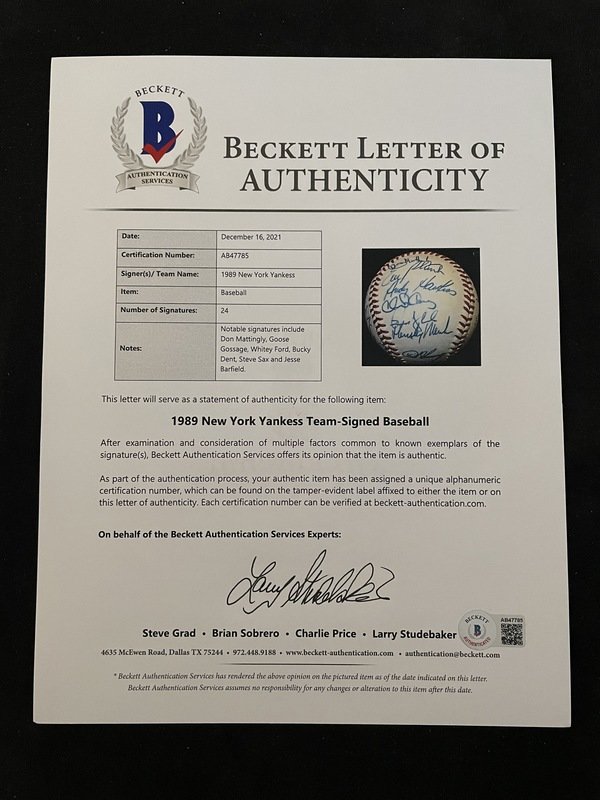 BECKETT
B
AUTHENTICATION
SERVICES
BECKETT LETTER OF
AUTHENTICITY
Date: December 16, 2021
Certification Number: AB47785
Signer(s)/ Team Name: 1989 New York Yankess
Item: Baseball
Number of Signatures: 24
Notes: Notable signatures include
Don Mattingly, Goose
Gossage, Whitey Ford, Bucky
Dent, Steve Sax and Jesse
Barfield.
This letter will serve as a statement of authenticity for the following item:
1989 New York Yankess Team-Signed Baseball
After examination and consideration of multiple factors common to known exemplars of the
signature(s), Beckett Authentication Services offers its opinion that the item is authentic.
As part of the authentication process, your authentic item has been assigned a unique alphanumeric
certification number, which can be found on the tamper-evident label affixed to either the item or on
this letter of authenticity. Each certification number can be verified at beckett-authentication.com.
On behalf of the Beckett Authentication Services Experts:
Steve Grad • Brian Sobrero • Charlie Price • Larry Studebaker
BECKETT
B
AUTHENTICATED
AB47785
4635 McEwen Road, Dallas TX 75244 • 972.448.9188 • www.beckett-authentication.com • authentication@beckett.com
* Beckett Authentication Services has rendered the above opinion on the pictured item as of the date indicated on this letter.
Beckett Authentication Services assumes no responsibility for any changes or alteration to this item after this date.